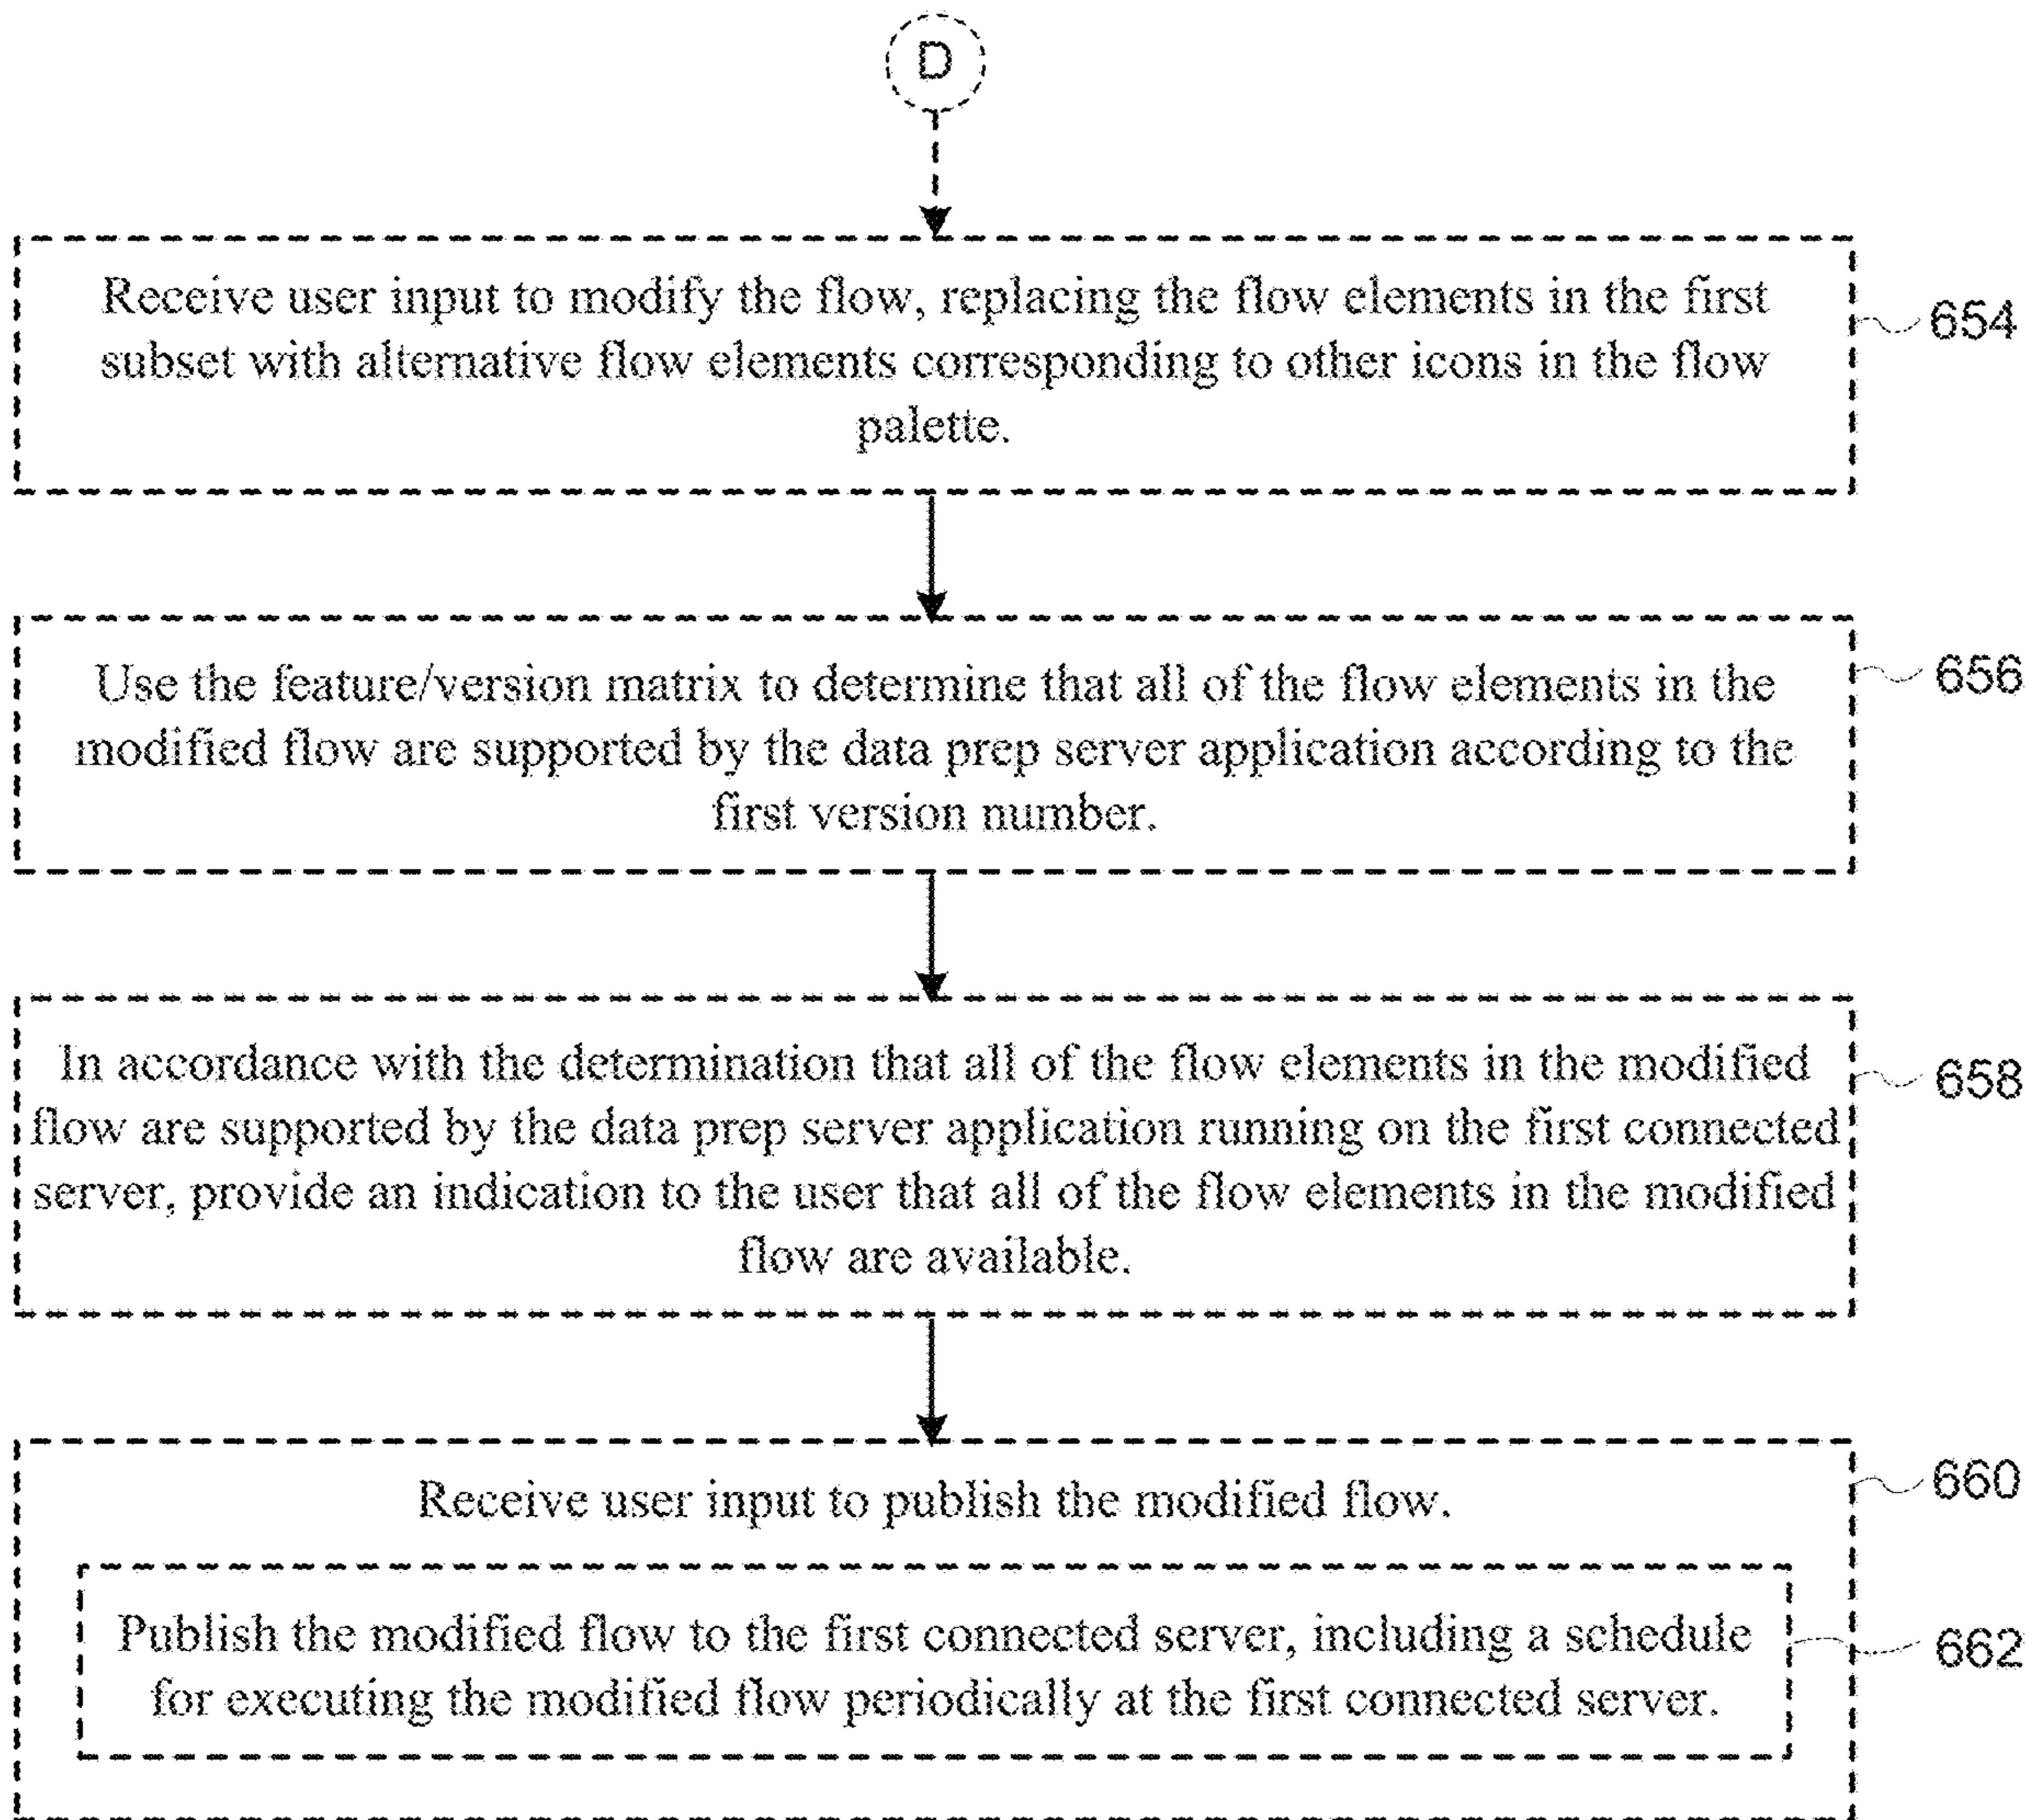 D
Receive user input to modify the flow, replacing the flow elements in the first
subset with alternative flow elements corresponding to other icons in the flow
palette.
654
Use the feature/version matrix to determine that all of the flow elements in the
modified flow are supported by the data prep server application according to the
first version number.
656
In accordance with the determination that all of the flow elements in the modified
flow are supported by the data prep server application running on the first connected
server, provide an indication to the user that all of the flow elements in the modified
flow are available.
658
Receive user input to publish the modified flow.
660
Publish the modified flow to the first connected server, including a schedule
for executing the modified flow periodically at the first connected server.
662